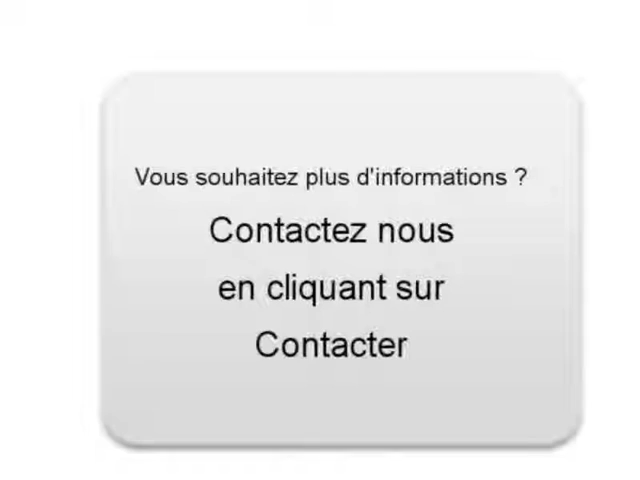 Vous souhaitez plus d'informations ?
Contactez nous
en cliquant sur
Contacter